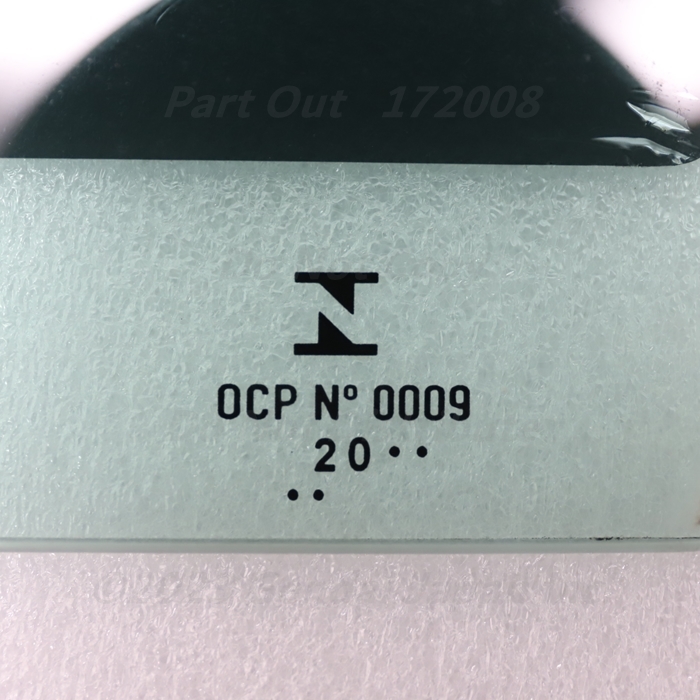 Part Out 172008
OCP Nº 0009
20 • •
• •